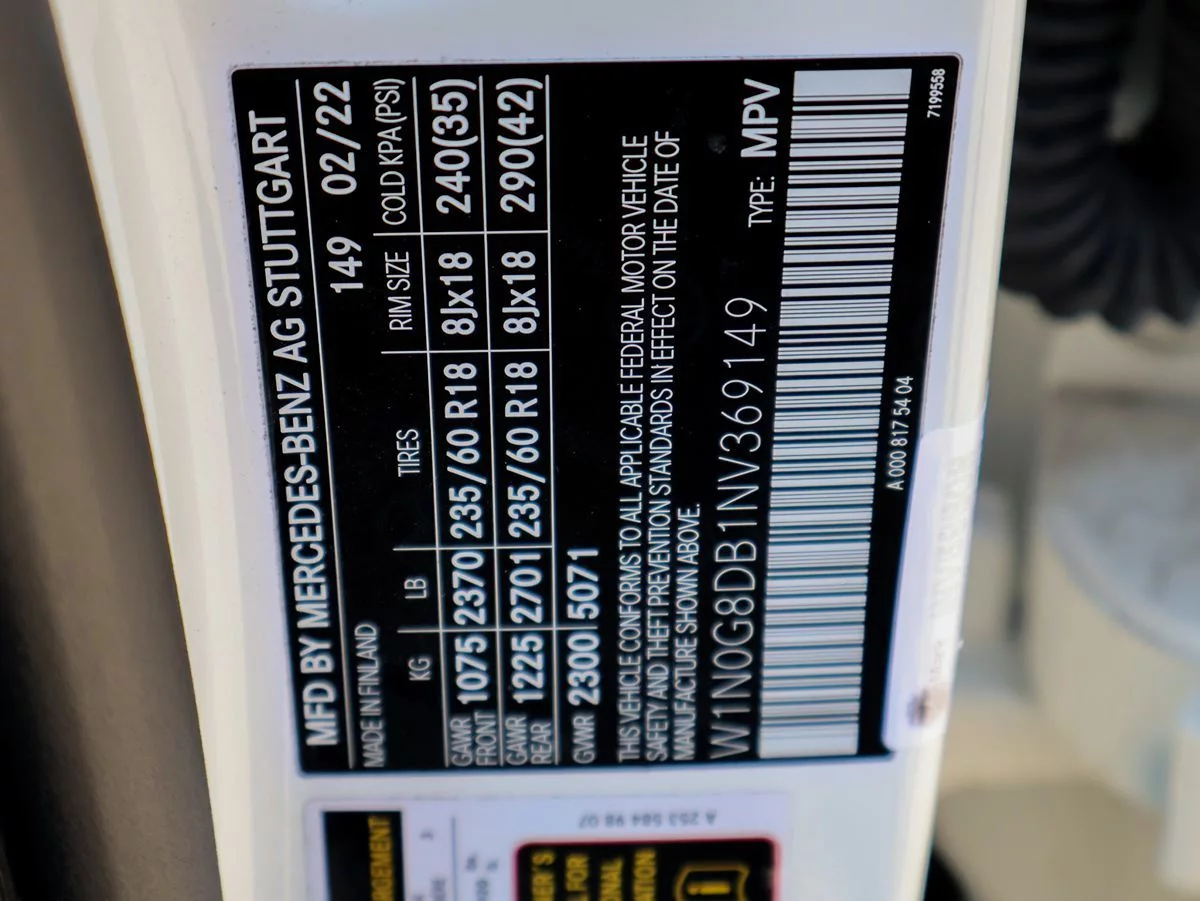 MFD BY MERCEDES-BENZ AG STUTTGART
149 02/22
MADE IN FINLAND
KG LB TIRES RIM SIZE COLD KPA(PSI)
GAWR FRONT 1075 2370 235/60 R18 8Jx18 240(35)
GAWR REAR 1225 2701 235/60 R18 8Jx18 290(42)
GVWR 2300 5071
THIS VEHICLE CONFORMS TO ALL APPLICABLE FEDERAL MOTOR VEHICLE
SAFETY AND THEFT PREVENTION STANDARDS IN EFFECT ON THE DATE OF
MANUFACTURE SHOWN ABOVE.
W1N0G8DB1NV369149 TYPE: MPV
A 000 817 54 04
7199558
A 253 584 98 07